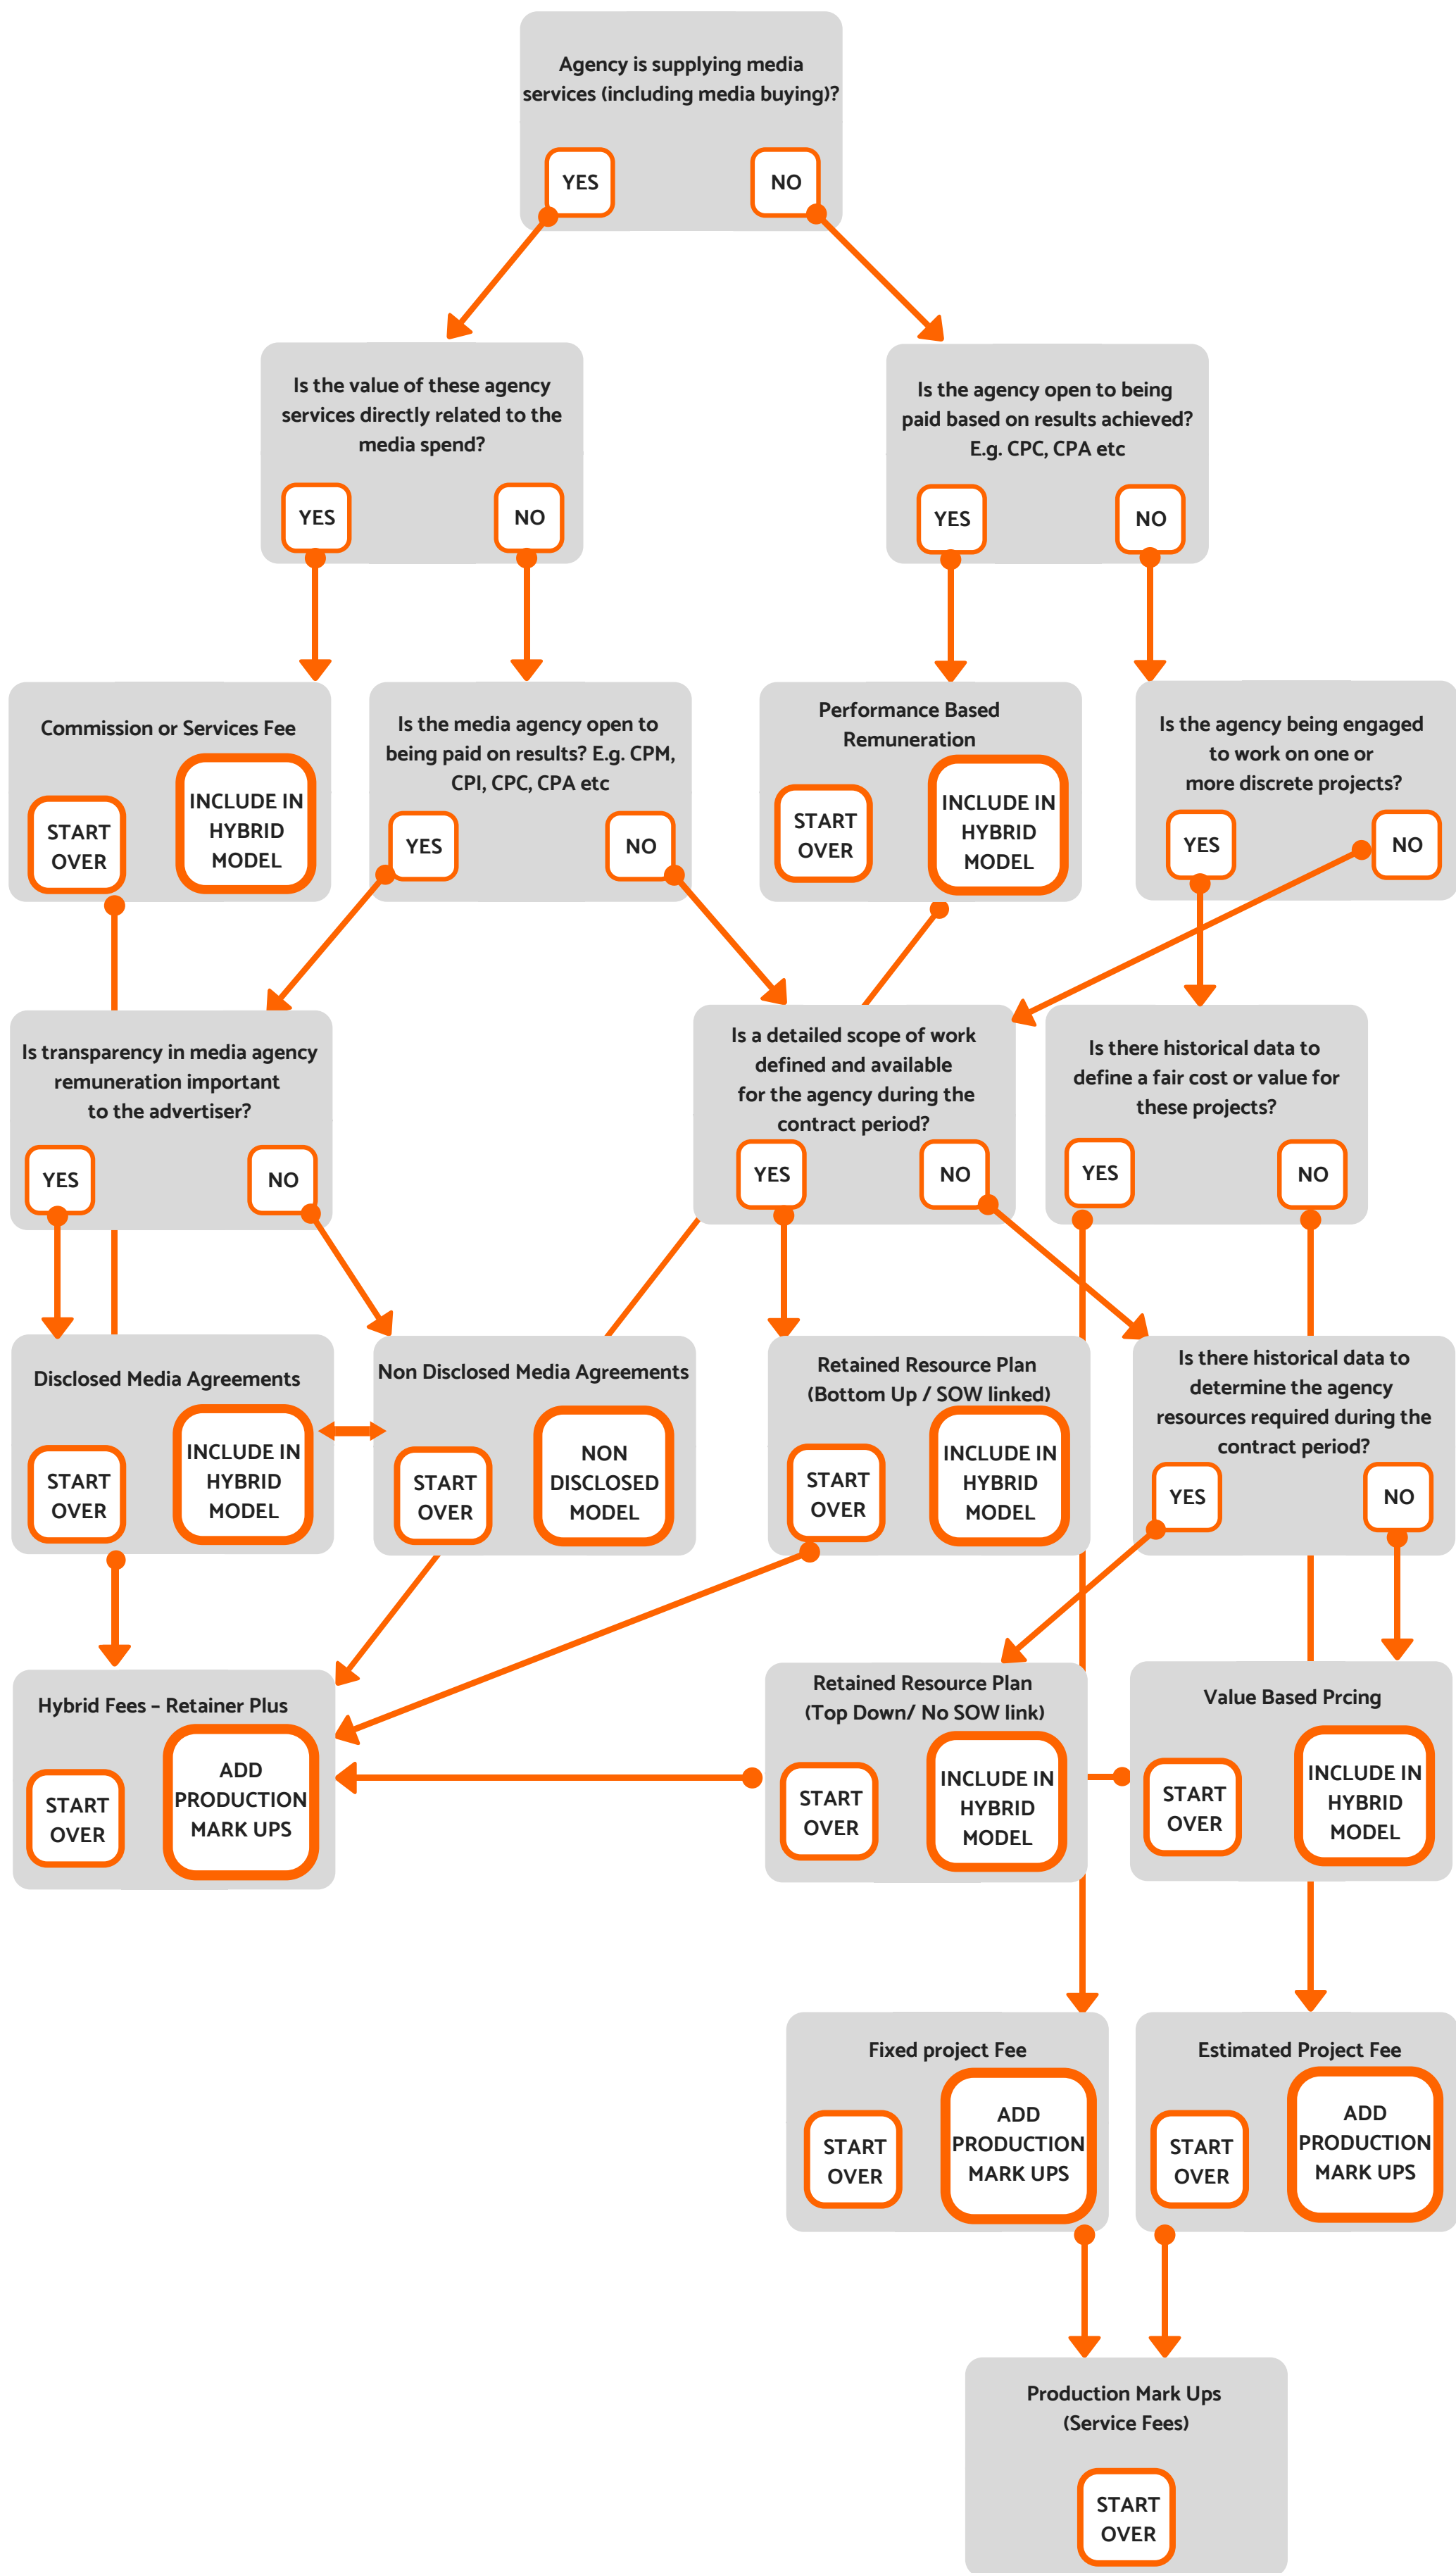 Agency is supplying media
services (including media buying)?
YES
NO
Is the value of these agency
services directly related to the
media spend?
YES
NO
Is the agency open to being
paid based on results achieved?
E.g. CPC, CPA etc
YES
NO
Commission or Services Fee
START
OVER
INCLUDE IN
HYBRID
MODEL
Is the media agency open to
being paid on results? E.g. CPM,
CPI, CPC, CPA etc
YES
NO
Performance Based
Remuneration
START
OVER
INCLUDE IN
HYBRID
MODEL
Is the agency being engaged
to work on one or
more discrete projects?
YES
NO
Is transparency in media agency
remuneration important
to the advertiser?
YES
NO
Is a detailed scope of work
defined and available
for the agency during the
contract period?
YES
NO
Is there historical data to
define a fair cost or value for
these projects?
YES
NO
Disclosed Media Agreements
START
OVER
INCLUDE IN
HYBRID
MODEL
Non Disclosed Media Agreements
START
OVER
NON
DISCLOSED
MODEL
Retained Resource Plan
(Bottom Up / SOW linked)
START
OVER
INCLUDE IN
HYBRID
MODEL
Is there historical data to
determine the agency
resources required during the
contract period?
YES
NO
Hybrid Fees – Retainer Plus
START
OVER
ADD
PRODUCTION
MARK UPS
Retained Resource Plan
(Top Down/ No SOW link)
START
OVER
INCLUDE IN
HYBRID
MODEL
Value Based Prcing
START
OVER
INCLUDE IN
HYBRID
MODEL
Fixed project Fee
START
OVER
ADD
PRODUCTION
MARK UPS
Estimated Project Fee
START
OVER
ADD
PRODUCTION
MARK UPS
Production Mark Ups
(Service Fees)
START
OVER